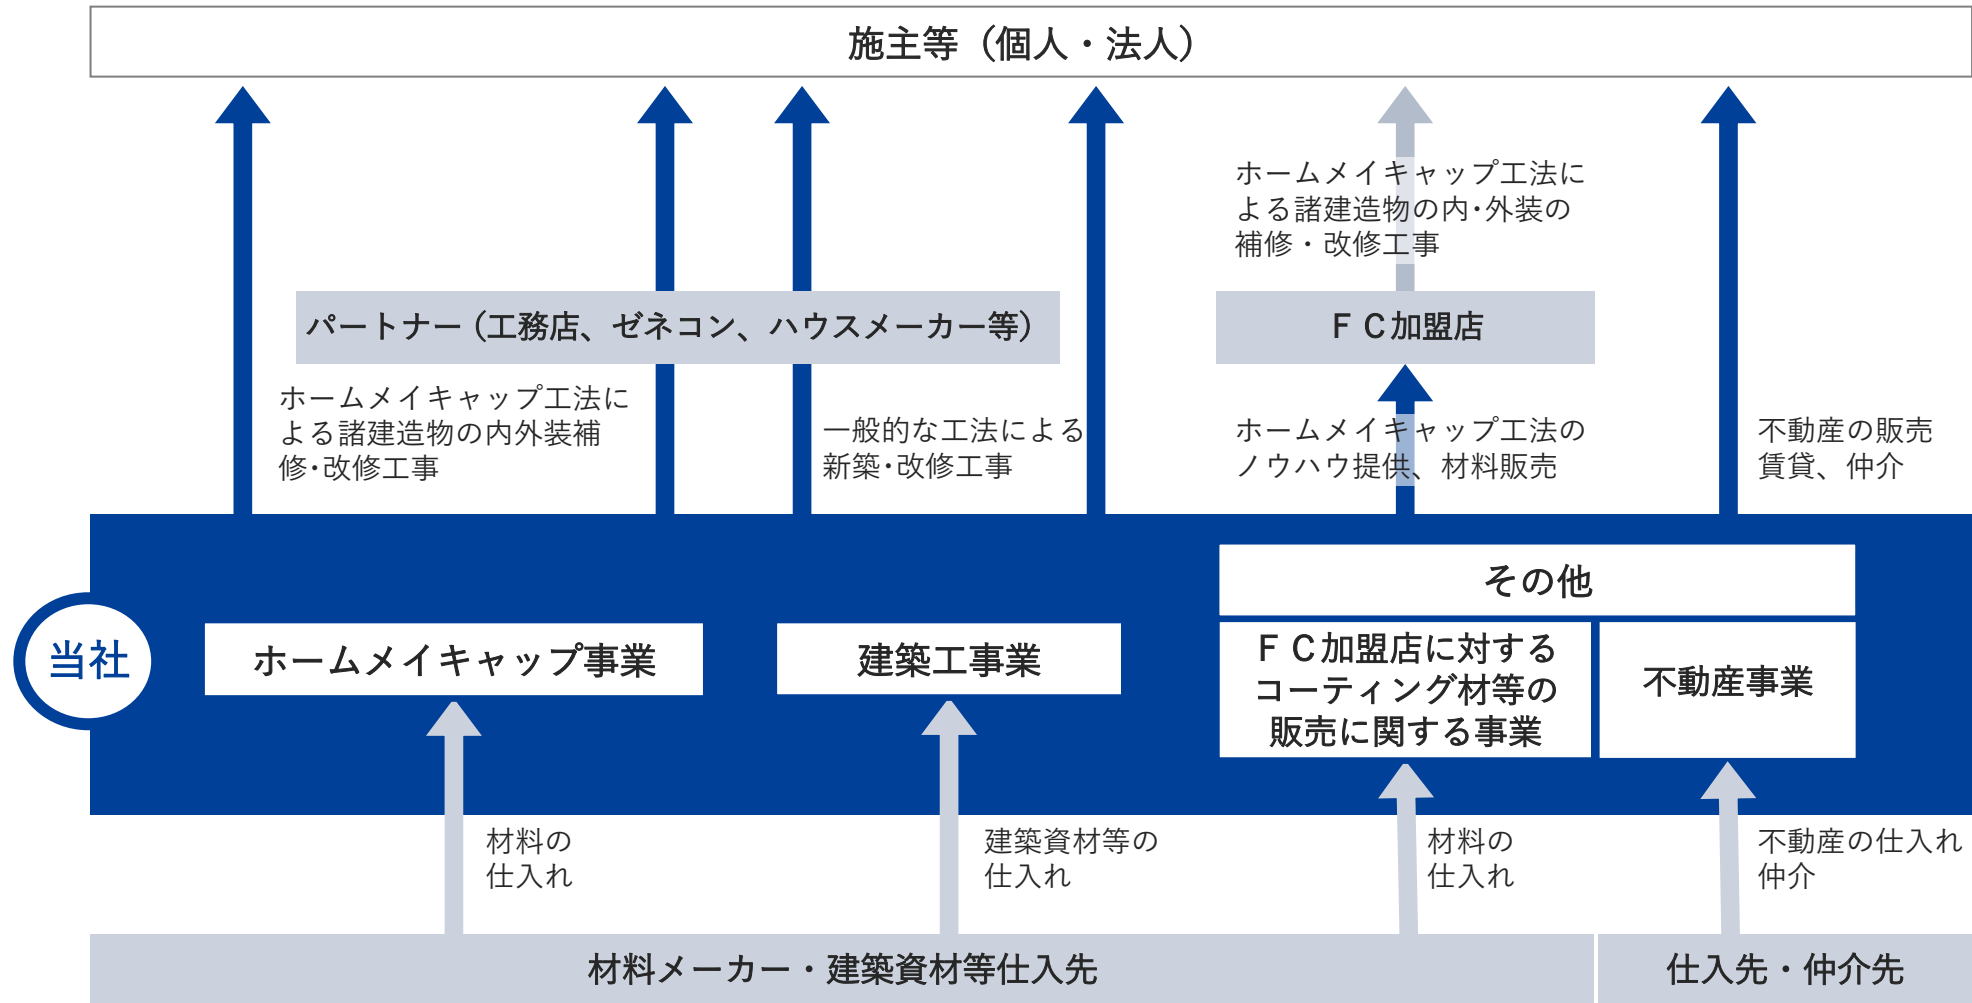 施主等（個人・法人）
ホームメイキャップ工法に
よる諸建造物の内･外装の
補修・改修工事
パートナー（工務店、ゼネコン、ハウスメーカー等）
ＦＣ加盟店
ホームメイキャップ工法に
よる諸建造物の内外装補
修･改修工事
一般的な工法による
新築･改修工事
ホームメイキャップ工法の
ノウハウ提供、材料販売
不動産の販売
賃貸、仲介
当社
ホームメイキャップ事業
建築工事業
その他
ＦＣ加盟店に対する
コーティング材等の
販売に関する事業
不動産事業
材料の
仕入れ
建築資材等の
仕入れ
材料の
仕入れ
不動産の仕入れ
仲介
材料メーカー・建築資材等仕入先
仕入先・仲介先